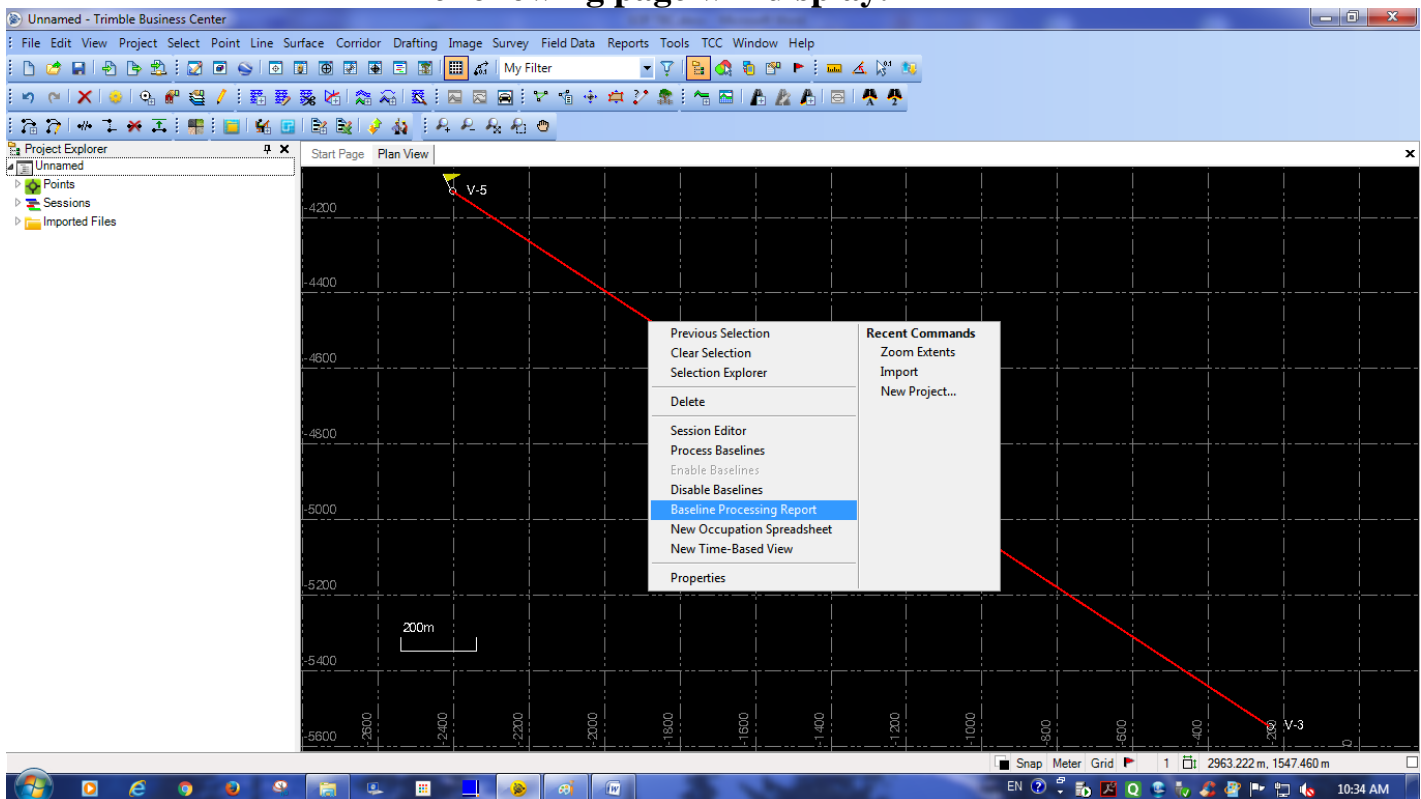 Unnamed - Trimble Business Center
File Edit View Project Select Point Line Surface Corridor Drafting Image Survey Field Data Reports Tools TCC Window Help
My Filter
Project Explorer
Start Page Plan View
Unnamed
Points
Sessions
Imported Files
V-5
-4200
-4400
-4600
-4800
-5000
-5200
-5400
-5600
Previous Selection
Clear Selection
Selection Explorer
Delete
Session Editor
Process Baselines
Enable Baselines
Disable Baselines
Baseline Processing Report
New Occupation Spreadsheet
New Time-Based View
Properties
Recent Commands
Zoom Extents
Import
New Project...
200m
-2600
-2400
-2200
-2000
-1800
-1600
-1400
-1200
-1000
-800
-600
-400
-200
0
V-3
Snap Meter Grid 1 2963.222 m, 1547.460 m
EN
10:34 AM